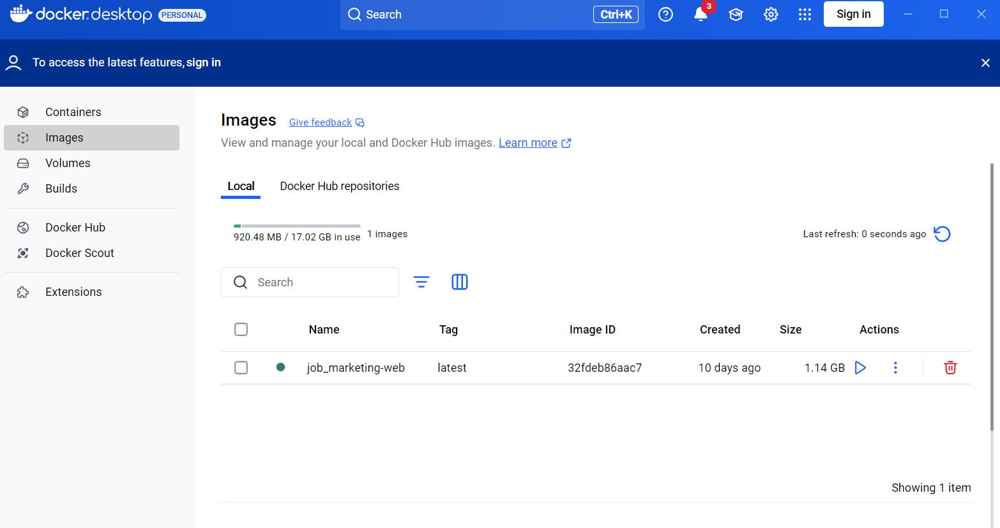 docker.desktop PERSONAL
Search Ctrl+K
3
Sign in
To access the latest features, sign in
Containers
Images
Volumes
Builds
Docker Hub
Docker Scout
Extensions
Images Give feedback
View and manage your local and Docker Hub images. Learn more
Local Docker Hub repositories
920.48 MB / 17.02 GB in use 1 images Last refresh: 0 seconds ago
Search
Name Tag Image ID Created Size Actions
job_marketing-web latest 32fdeb86aac7 10 days ago 1.14 GB
Showing 1 item